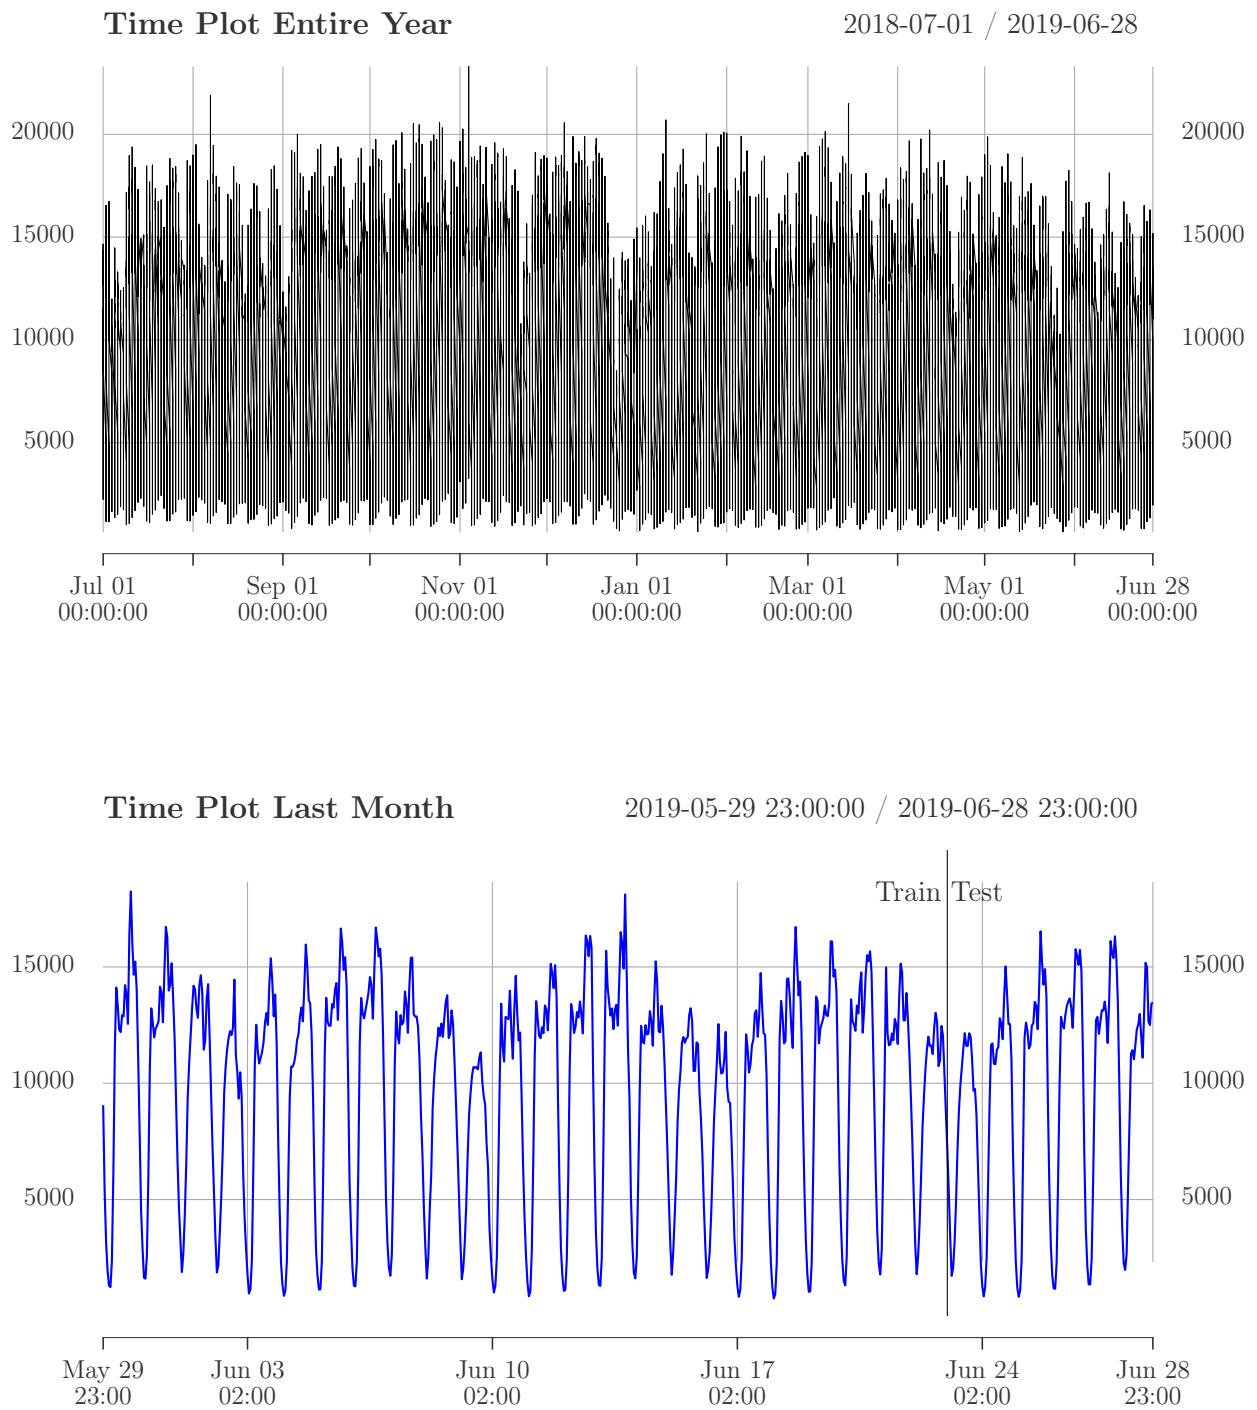 Time Plot Entire Year 2018-07-01 / 2019-06-28
20000 20000
15000 15000
10000 10000
5000 5000
Jul 01 Sep 01 Nov 01 Jan 01 Mar 01 May 01 Jun 28
00:00:00 00:00:00 00:00:00 00:00:00 00:00:00 00:00:00 00:00:00
Time Plot Last Month 2019-05-29 23:00:00 / 2019-06-28 23:00:00
Train Test
15000 15000
10000 10000
5000 5000
May 29 Jun 03 Jun 10 Jun 17 Jun 24 Jun 28
23:00 02:00 02:00 02:00 02:00 23:00